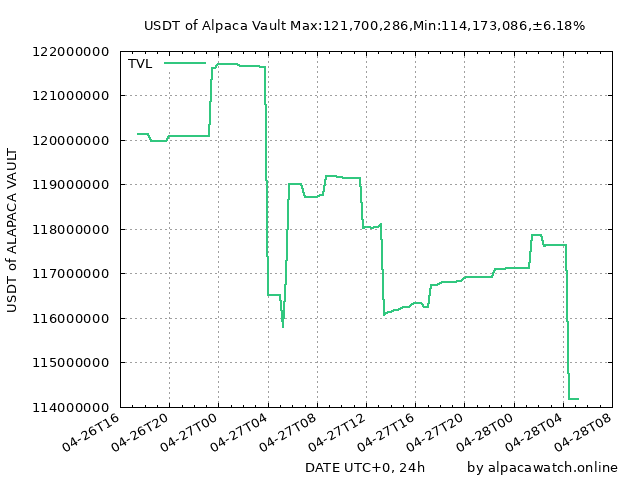 USDT of Alpaca Vault Max:121,700,286,Min:114,173,086,±6.18%
TVL
122000000
121000000
120000000
119000000
118000000
117000000
116000000
115000000
114000000
USDT of ALAPACA VAULT
04-26T16
04-26T20
04-27T00
04-27T04
04-27T08
04-27T12
04-27T16
04-27T20
04-28T00
04-28T04
04-28T08
DATE UTC+0, 24h
by alpacawatch.online